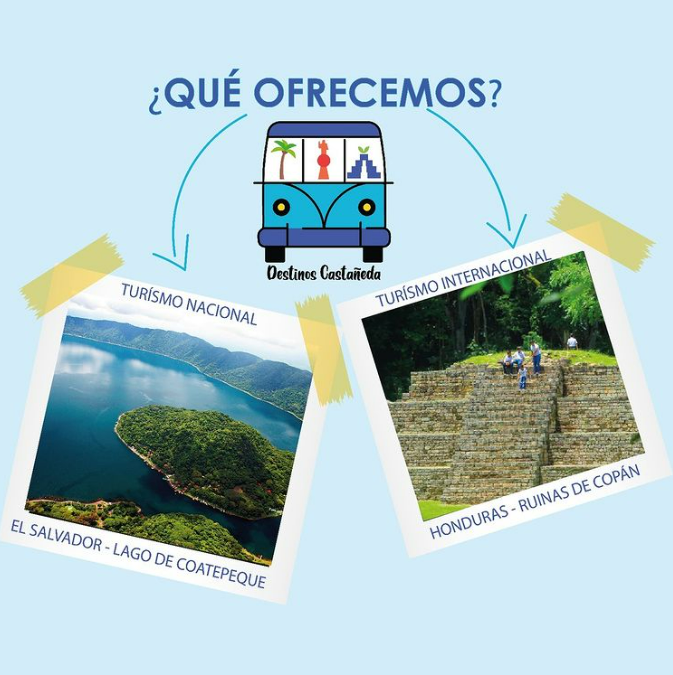 ¿QUÉ OFRECEMOS?
Destinos Castañeda
TURÍSMO NACIONAL
EL SALVADOR - LAGO DE COATEPEQUE
TURÍSMO INTERNACIONAL
HONDURAS - RUINAS DE COPÁN